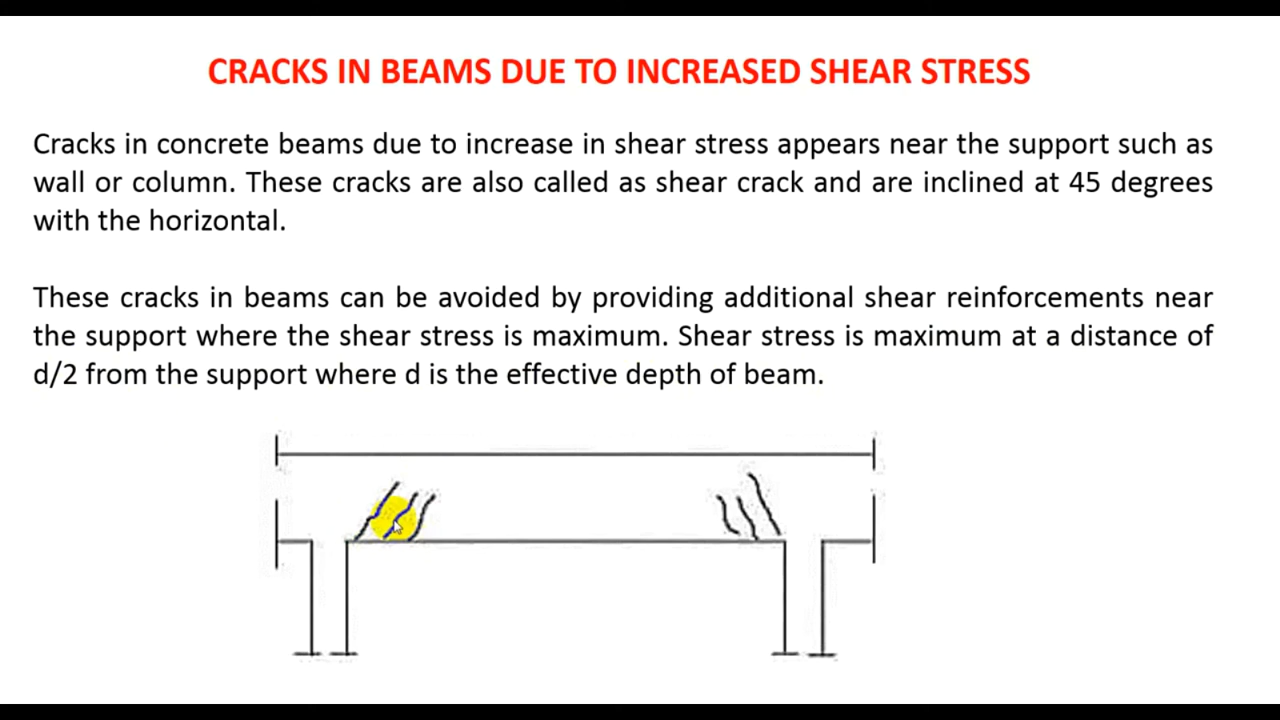 CRACKS IN BEAMS DUE TO INCREASED SHEAR STRESS
Cracks in concrete beams due to increase in shear stress appears near the support such as
wall or column. These cracks are also called as shear crack and are inclined at 45 degrees
with the horizontal.
These cracks in beams can be avoided by providing additional shear reinforcements near
the support where the shear stress is maximum. Shear stress is maximum at a distance of
d/2 from the support where d is the effective depth of beam.